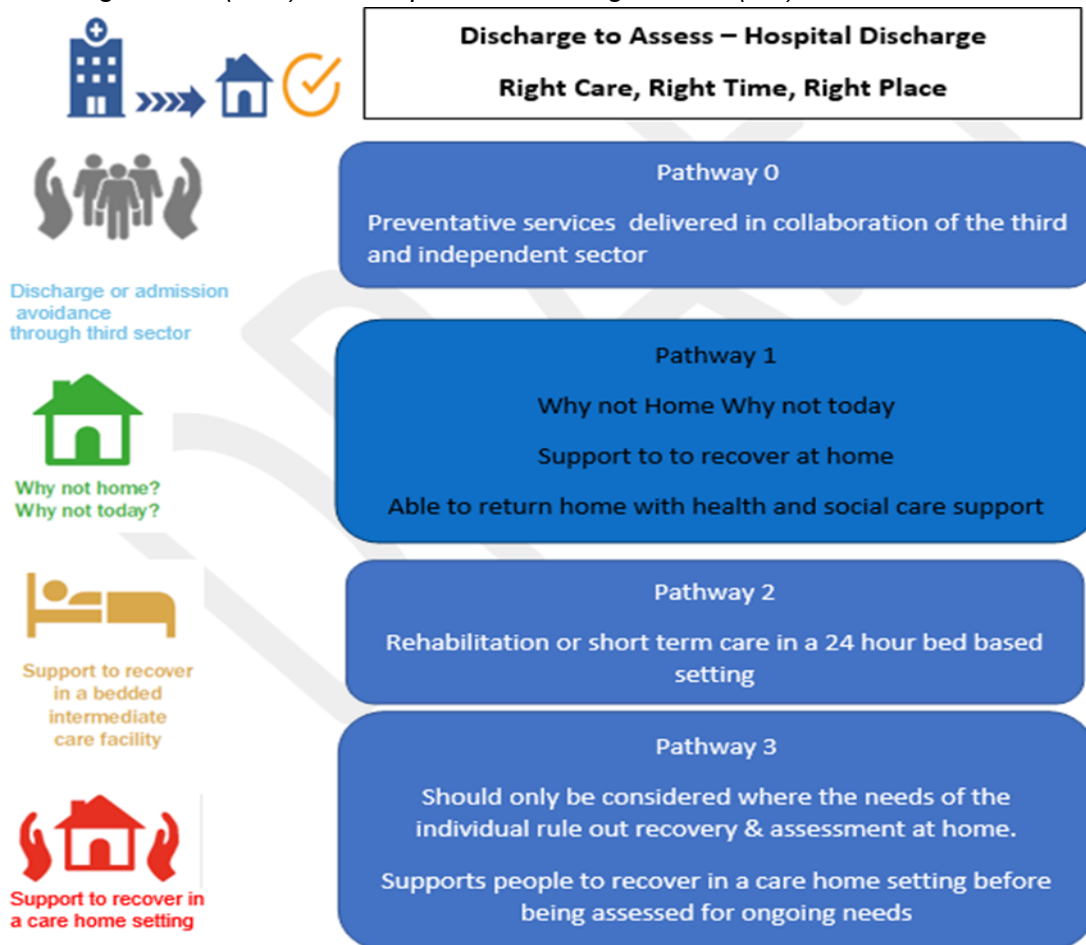 Discharge to Assess – Hospital Discharge
Right Care, Right Time, Right Place
Pathway 0
Preventative services delivered in collaboration of the third
and independent sector
Discharge or admission
avoidance
through third sector
Pathway 1
Why not Home Why not today
Support to to recover at home
Able to return home with health and social care support
Why not home?
Why not today?
Pathway 2
Rehabilitation or short term care in a 24 hour bed based
setting
Support to recover
in a bedded
intermediate
care facility
Pathway 3
Should only be considered where the needs of the
individual rule out recovery & assessment at home.
Supports people to recover in a care home setting before
being assessed for ongoing needs
Support to recover in
a care home setting